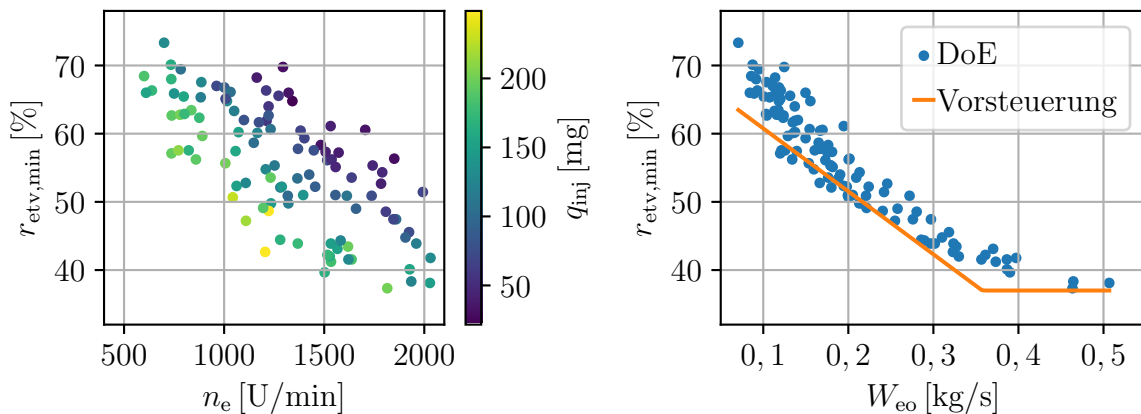 r_etv,min [%]
70
60
50
40
500 1000 1500 2000
n_e [U/min]
200
150
100
50
q_inj [mg]
r_etv,min [%]
70
60
50
40
DoE
Vorsteuerung
0,1 0,2 0,3 0,4 0,5
W_eo [kg/s]